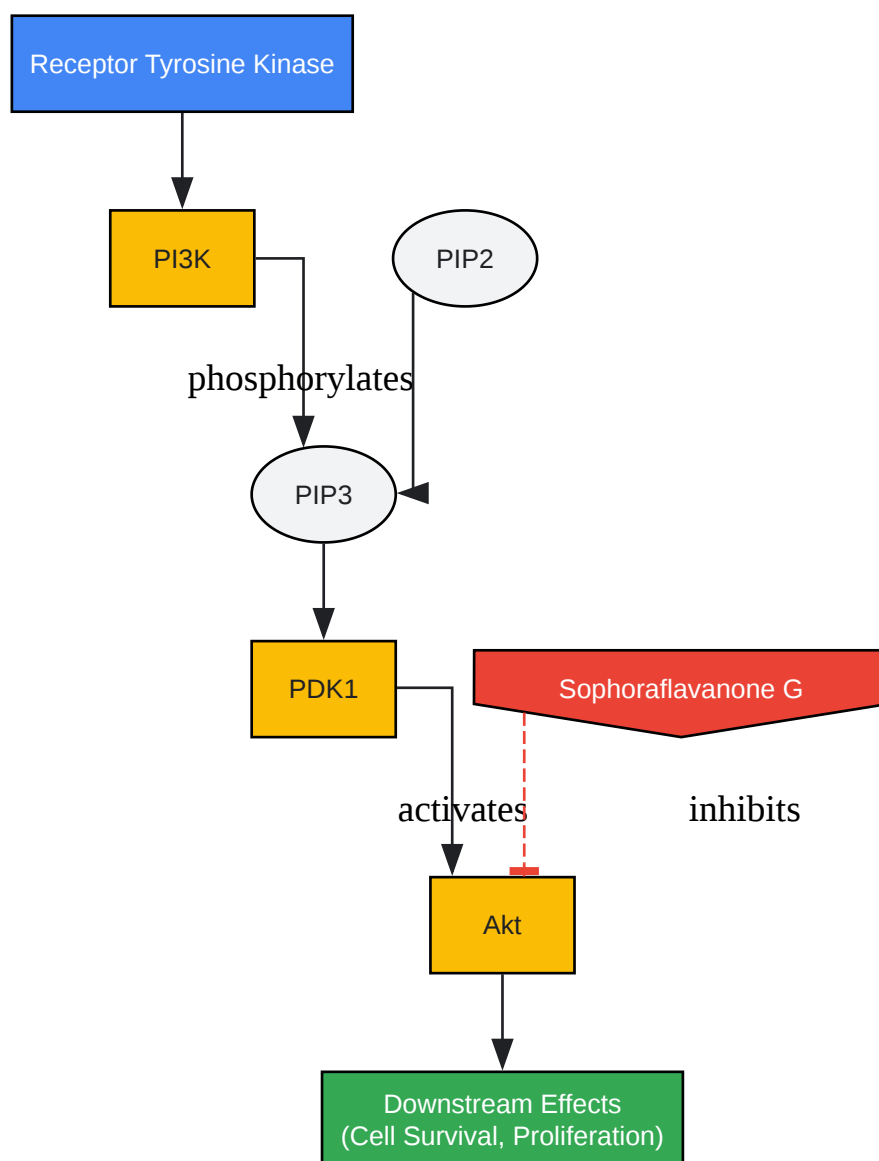 Receptor Tyrosine Kinase
PI3K
PIP2
phosphorylates
PIP3
PDK1
Sophoraflavanone G
activates
inhibits
Akt
Downstream Effects
(Cell Survival, Proliferation)